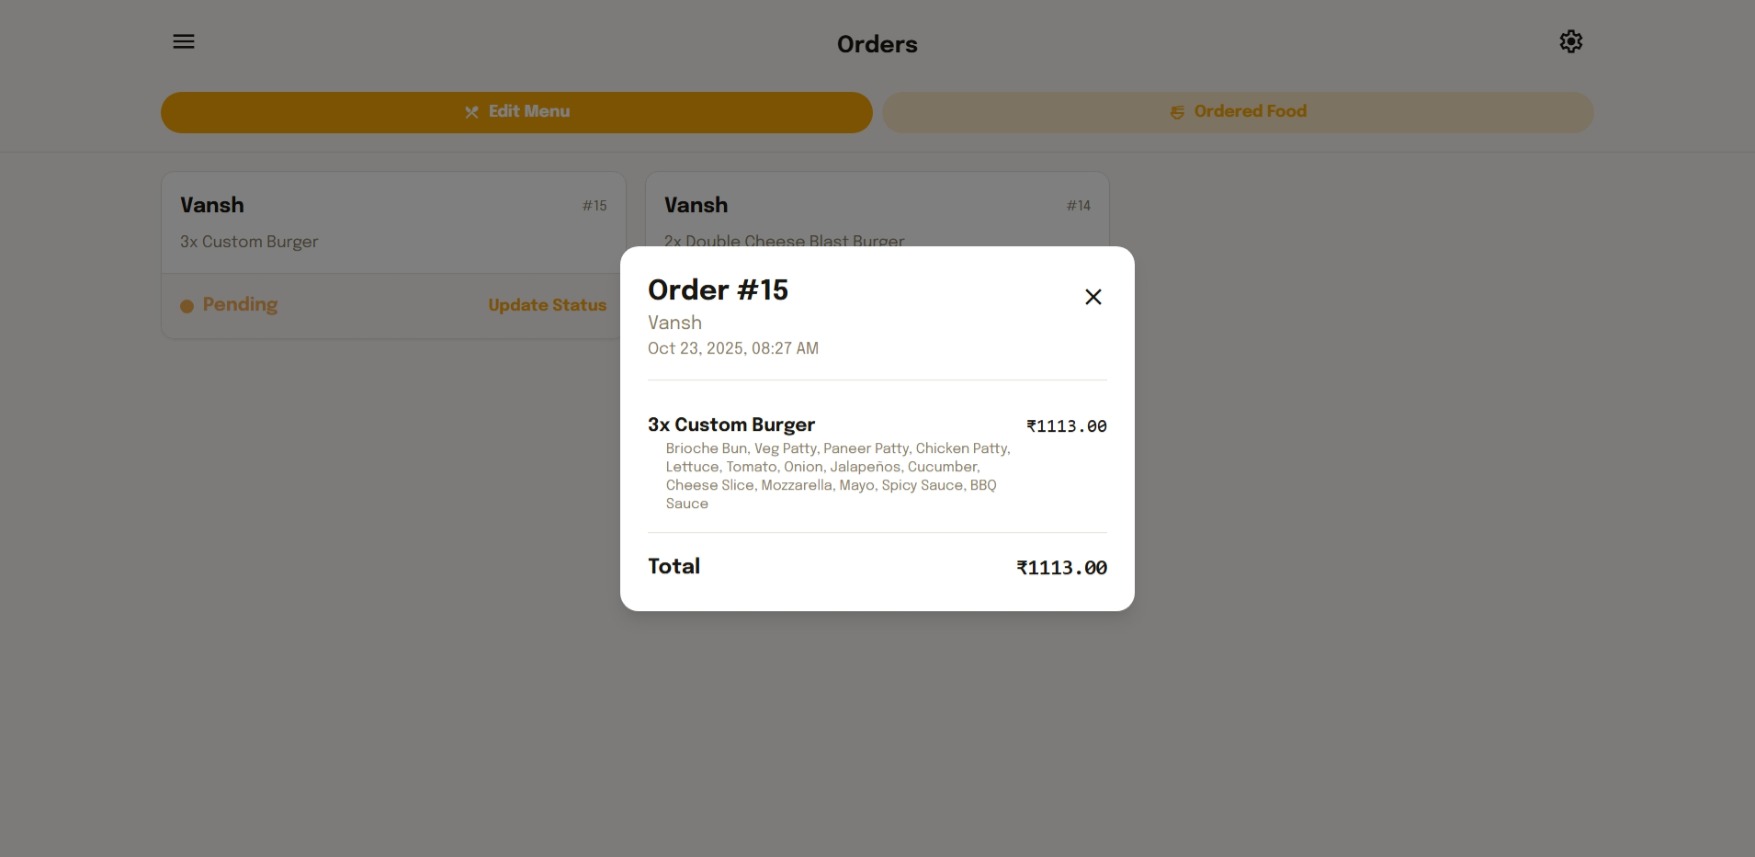 Orders
Edit Menu
Ordered Food
Vansh
#15
3x Custom Burger
Pending
Update Status
Vansh
#14
2x Double Cheese Blast Burger
Order #15
Vansh
Oct 23, 2025, 08:27 AM
3x Custom Burger
₹1113.00
Brioche Bun, Veg Patty, Paneer Patty, Chicken Patty,
Lettuce, Tomato, Onion, Jalapeños, Cucumber,
Cheese Slice, Mozzarella, Mayo, Spicy Sauce, BBQ
Sauce
Total
₹1113.00